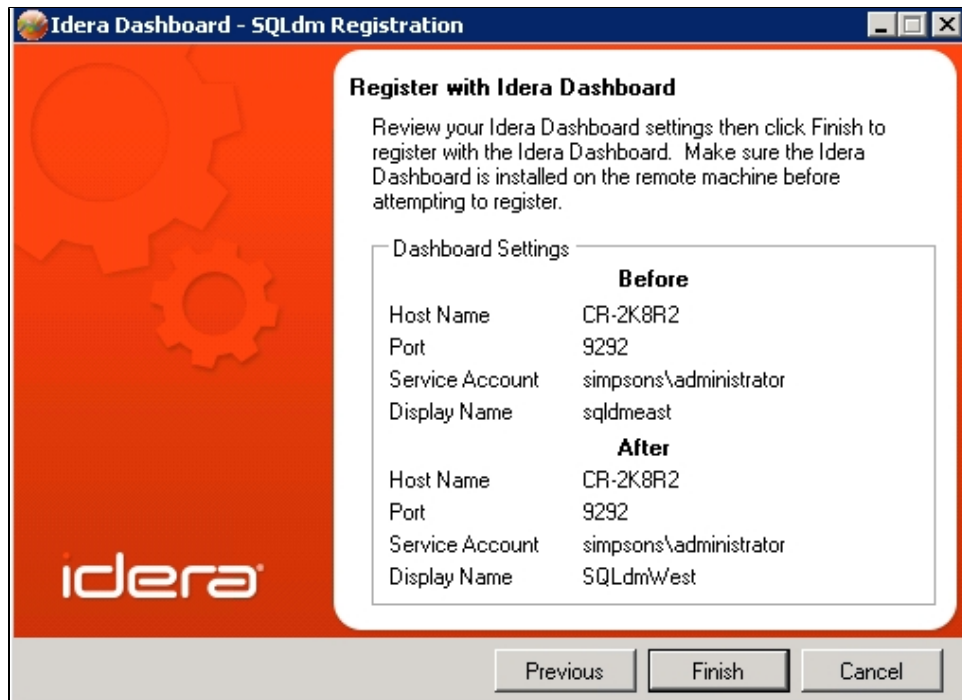 Idera Dashboard - SQLdm Registration
Register with Idera Dashboard
Review your Idera Dashboard settings then click Finish to
register with the Idera Dashboard. Make sure the Idera
Dashboard is installed on the remote machine before
attempting to register.
Dashboard Settings
Before
Host Name CR-2K8R2
Port 9292
Service Account simpsons\administrator
Display Name sqldmeast
After
Host Name CR-2K8R2
Port 9292
Service Account simpsons\administrator
Display Name SQLdmWest
idera
Previous Finish Cancel